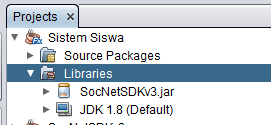 Projects
Sistem Siswa
Source Packages
Libraries
SocNetSDKv3.jar
JDK 1.8 (Default)